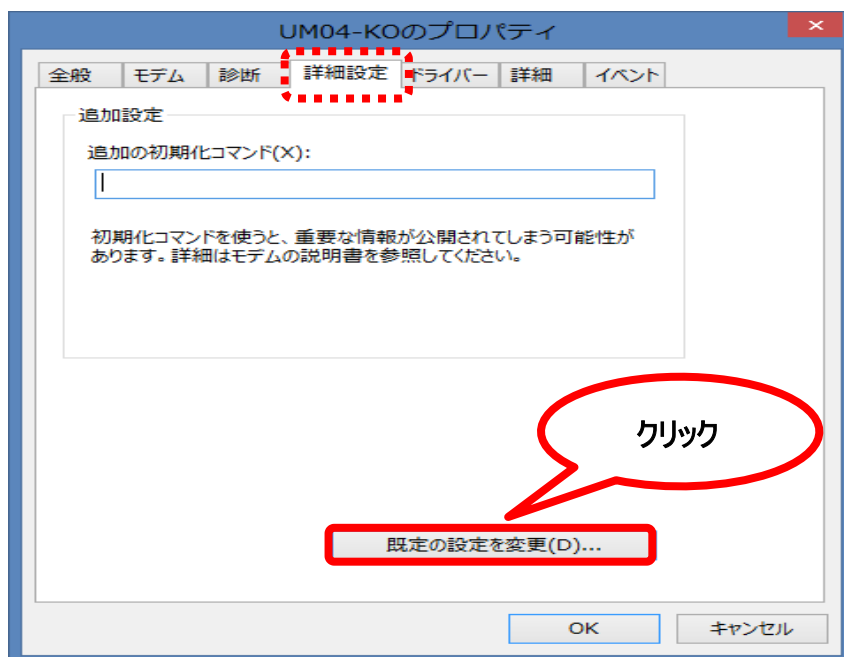 UM04-KOのプロパティ
×
全般 モデム 診断 詳細設定 ドライバー 詳細 イベント
追加設定
追加の初期化コマンド(X):
初期化コマンドを使うと、重要な情報が公開されてしまう可能性が
あります。詳細はモデムの説明書を参照してください。
クリック
既定の設定を変更(D)...
OK キャンセル